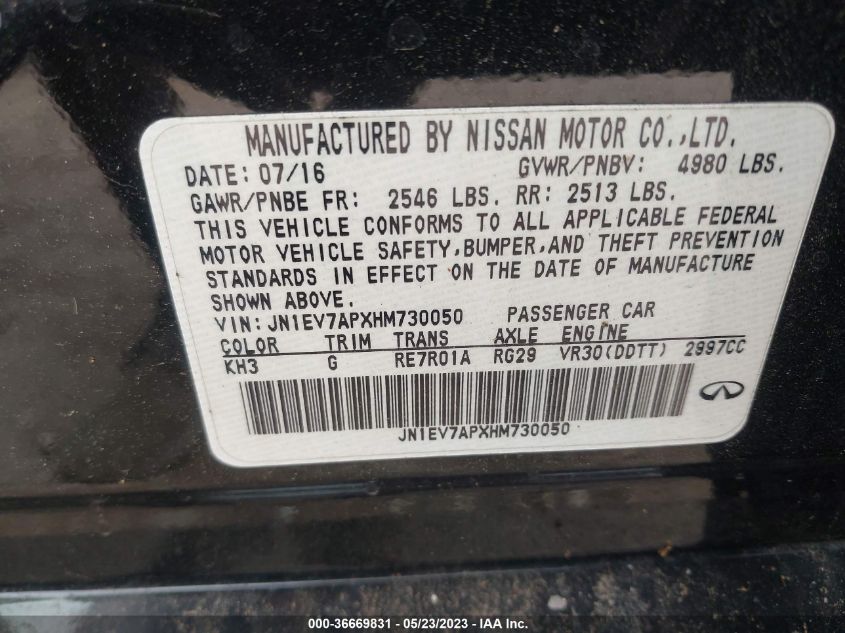 MANUFACTURED BY NISSAN MOTOR CO.,LTD.
DATE: 07/16 GVWR/PNBV: 4980 LBS.
GAWR/PNBE FR: 2546 LBS. RR: 2513 LBS.
THIS VEHICLE CONFORMS TO ALL APPLICABLE FEDERAL
MOTOR VEHICLE SAFETY,BUMPER,AND THEFT PREVENTION
STANDARDS IN EFFECT ON THE DATE OF MANUFACTURE
SHOWN ABOVE.
VIN: JN1EV7APXHM730050 PASSENGER CAR
COLOR TRIM TRANS AXLE ENGINE
KH3 G RE7R01A RG29 VR30(DDTT) 2997CC
JN1EV7APXHM730050
000-36669831 - 05/23/2023 - © IAA, Inc.